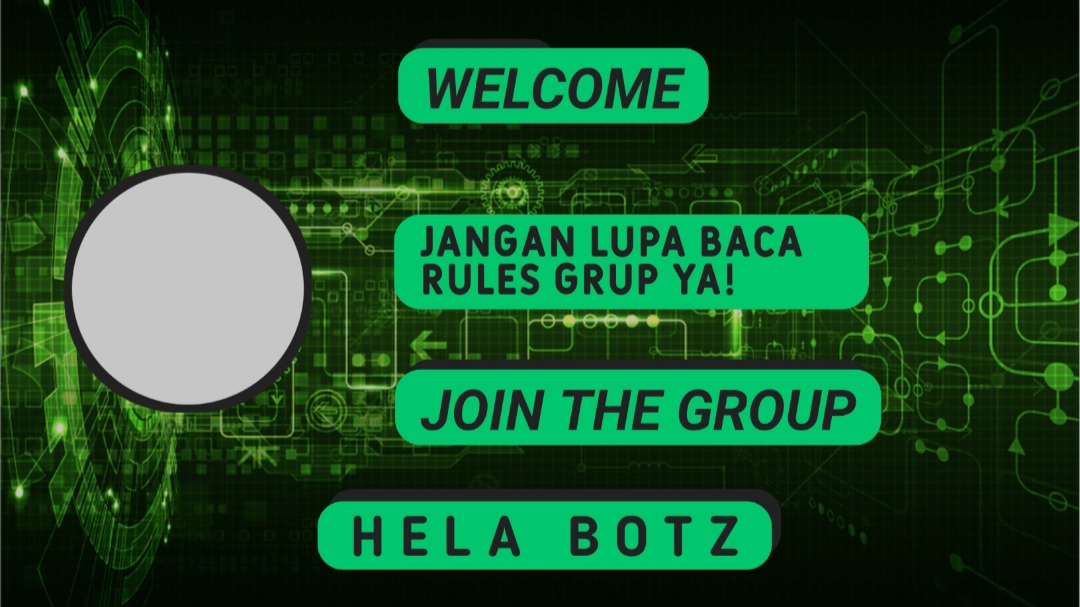 WELCOME
JANGAN LUPA BACA
RULES GRUP YA!
JOIN THE GROUP
HELA BOTZ